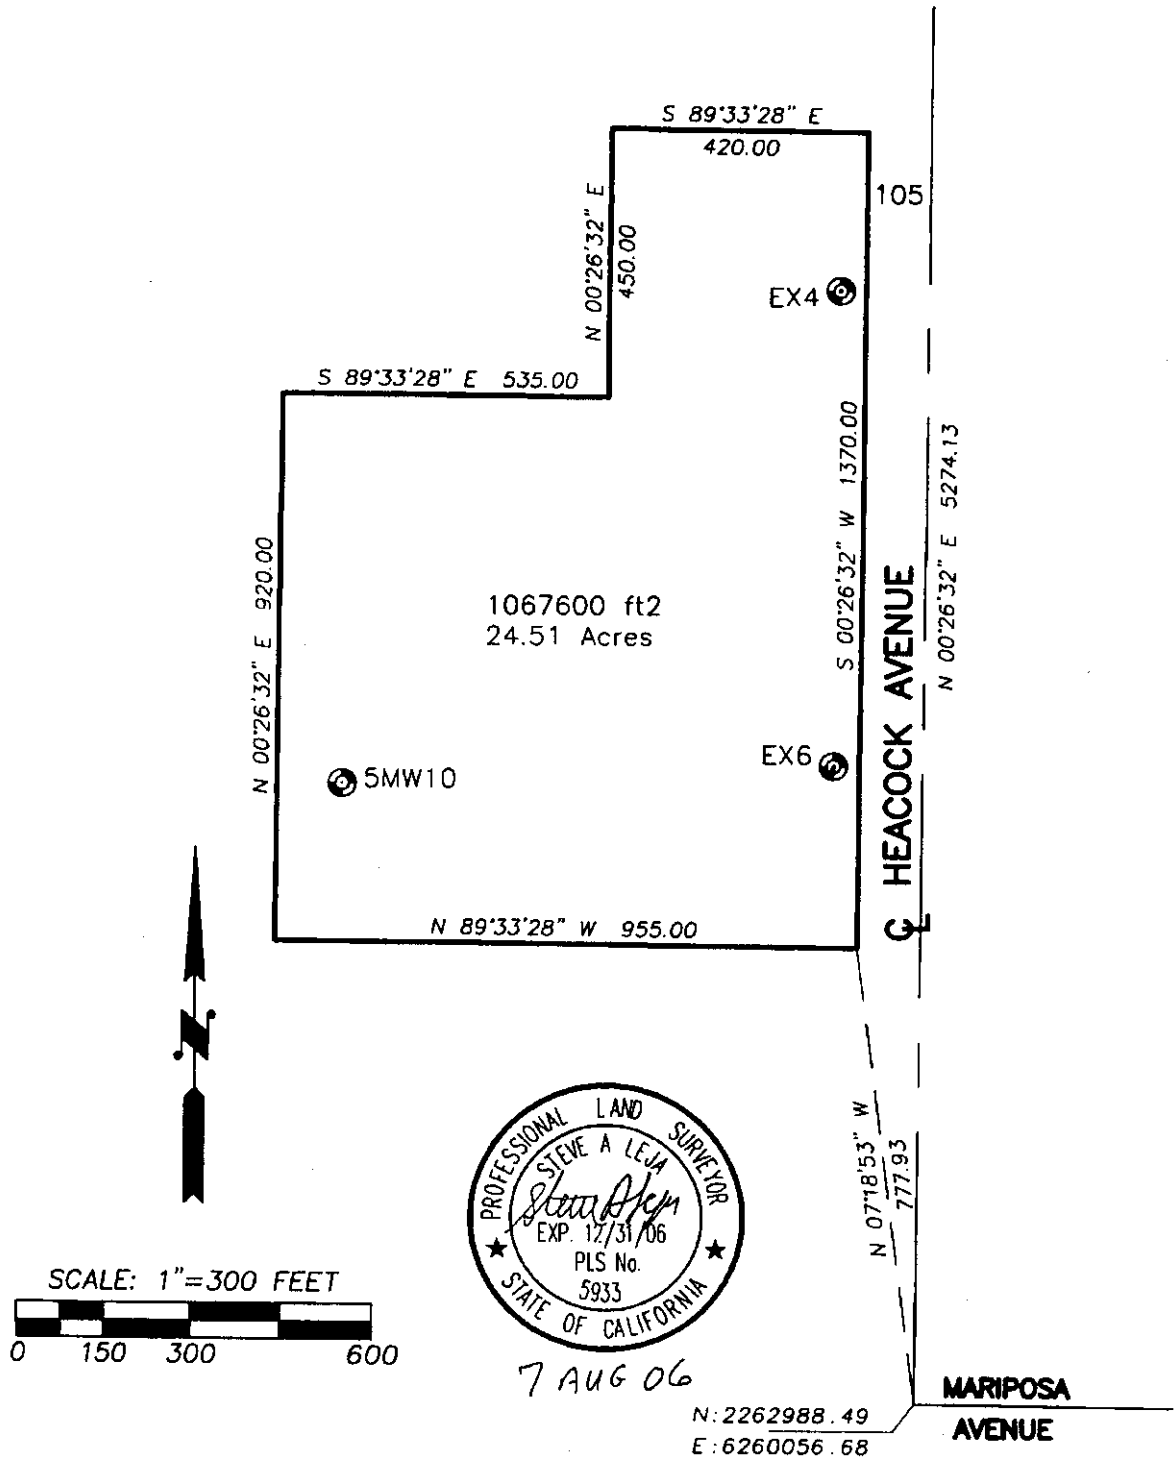 S 89°33'28" E
420.00
N 00°26'32" E
450.00
105
EX4
S 89°33'28" E 535.00
S 00°26'32" W 1370.00
N 00°26'32" E 5274.13
N 00°26'32" E 920.00
1067600 ft2
24.51 Acres
HEACOCK AVENUE
CL
EX6
5MW10
N 89°33'28" W 955.00
N
N 07°18'53" W
777.93
PROFESSIONAL LAND SURVEYOR
STEVE A LEJA
EXP. 12/31/06
PLS No.
5933
STATE OF CALIFORNIA
7 AUG 06
SCALE: 1"=300 FEET
0 150 300 600
MARIPOSA
AVENUE
N:2262988.49
E:6260056.68